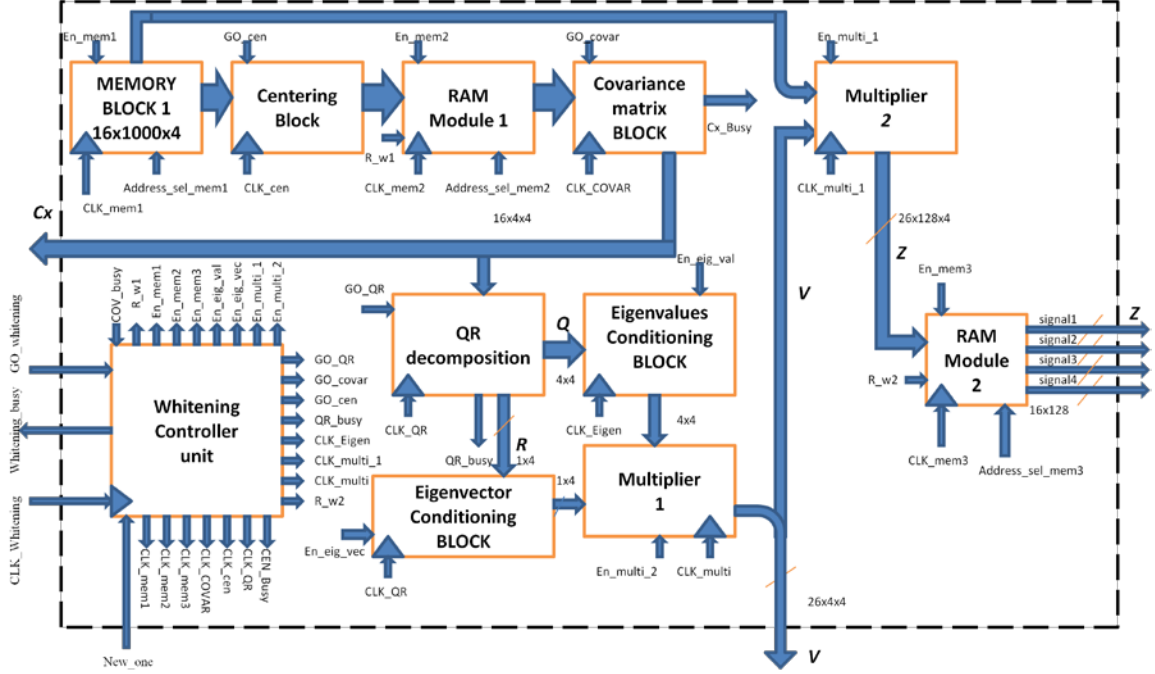 En_mem1
GO_cen
En_mem2
GO_covar
En_multi_1
MEMORY
BLOCK 1
16x1000x4
Centering
Block
RAM
Module 1
Covariance
matrix
BLOCK
Multiplier
2
Cx_Busy
R_w1
CLK_mem1
Address_sel_mem1
CLK_cen
CLK_mem2
Address_sel_mem2
CLK_COVAR
CLK_multi_1
Cx
16x4x4
26x128x4
Z
V
En_mem3
En_eig_val
GO_QR
QR
decomposition
Q
4x4
Eigenvalues
Conditioning
BLOCK
RAM
Module
2
signal1
signal2
signal3
signal4
Z
16x128
R_w2
CLK_mem3
Address_sel_mem3
CLK_QR
QR_busy
R
1x4
CLK_Eigen
4x4
Eigenvector
Conditioning
BLOCK
1x4
Multiplier
1
En_eig_vec
CLK_QR
En_multi_2
CLK_multi
26x4x4
V
GO_whitening
Whitening_busy
CLK_Whitening
COV_busy
R_w1
En_mem1
En_mem2
En_mem3
En_eig_val
En_eig_vec
En_multi_1
En_multi_2
Whitening
Controller
unit
GO_QR
GO_covar
GO_cen
QR_busy
CLK_Eigen
CLK_multi_1
CLK_multi
R_w2
CLK_mem1
CLK_mem2
CLK_mem3
CLK_COVAR
CLK_cen
CLK_QR
CEN_Busy
New_one